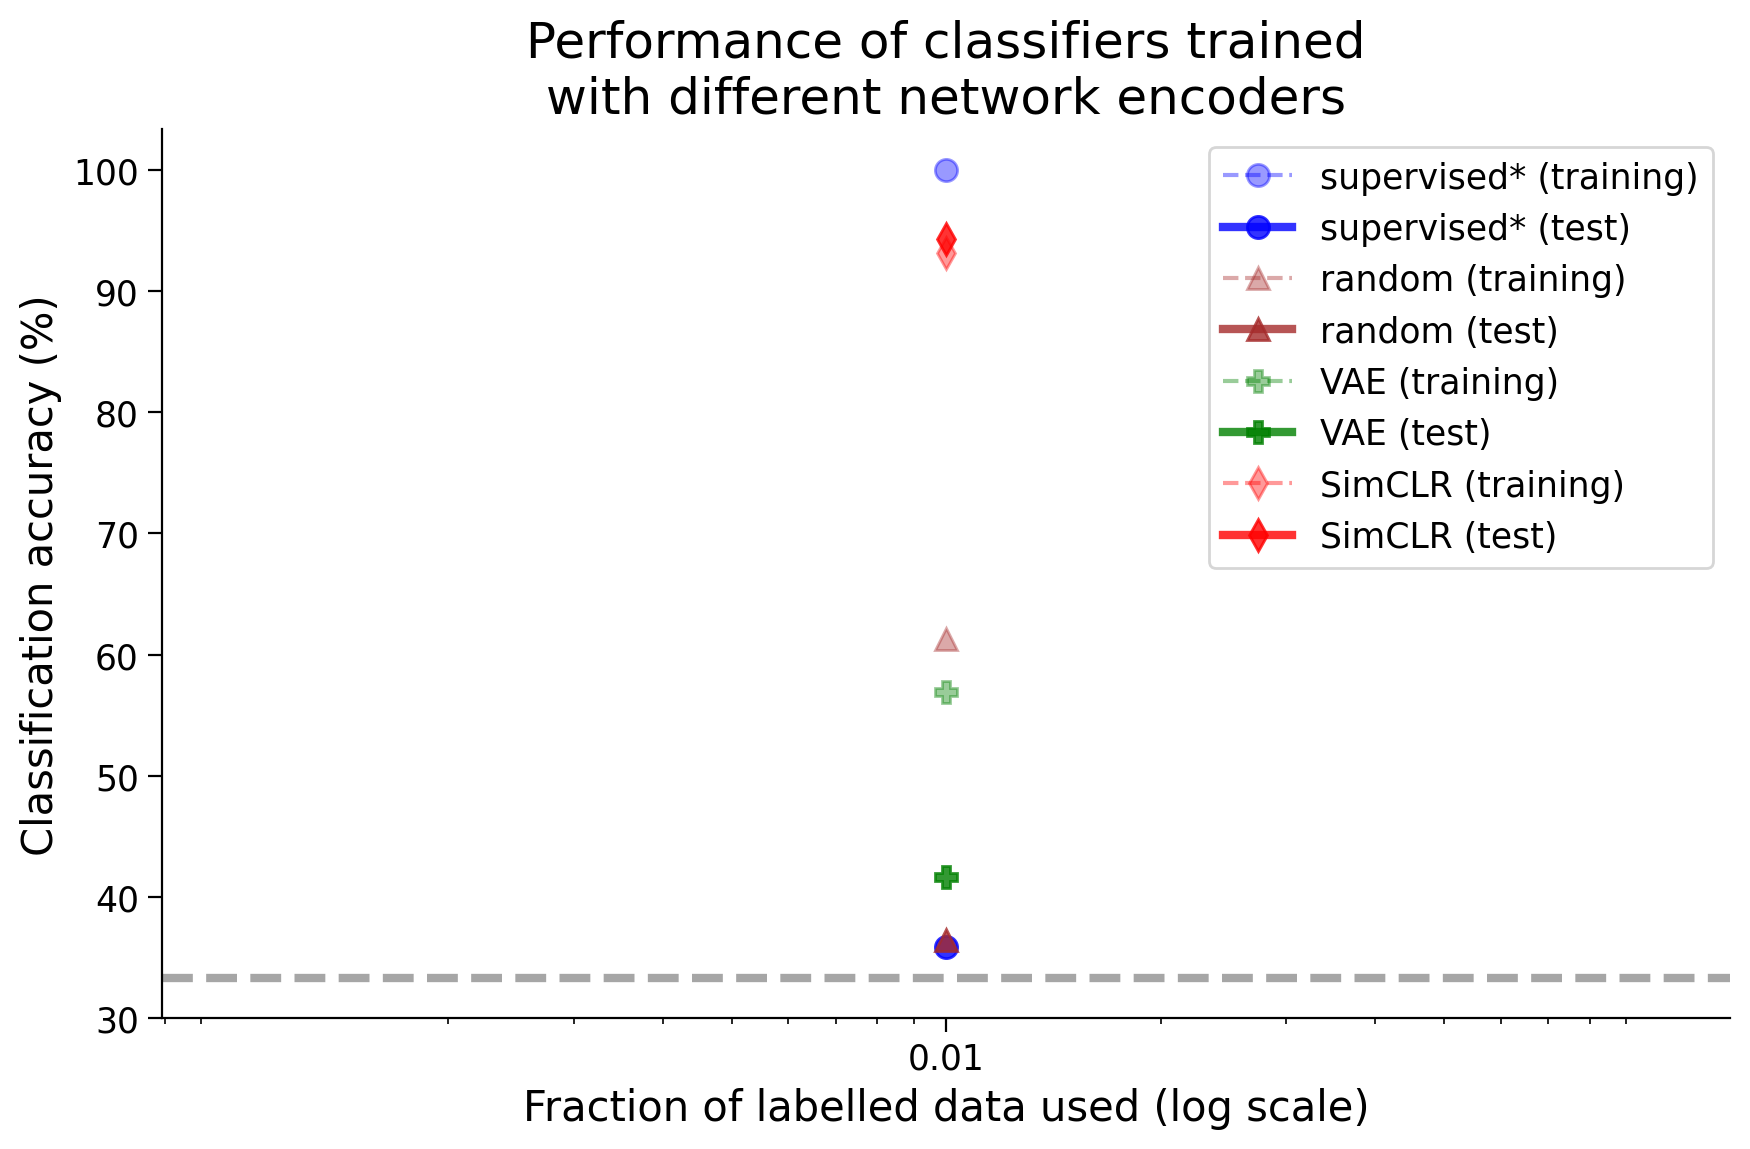 Performance of classifiers trained
with different network encoders
Classification accuracy (%)
100
90
80
70
60
50
40
30
supervised* (training)
supervised* (test)
random (training)
random (test)
VAE (training)
VAE (test)
SimCLR (training)
SimCLR (test)
0.01
Fraction of labelled data used (log scale)